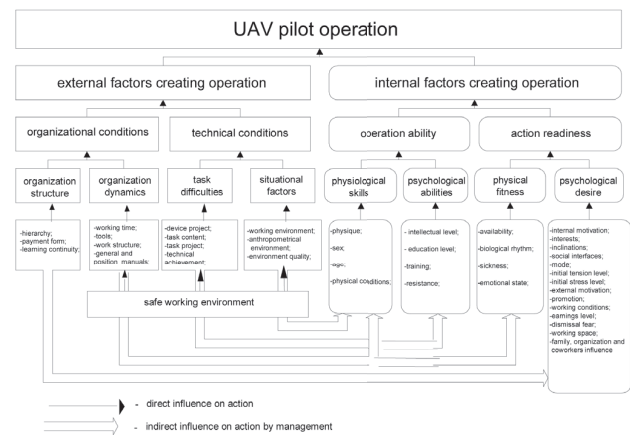 UAV pilot operation
external factors creating operation
internal factors creating operation
organizational conditions
technical conditions
operation ability
action readiness
organization
structure
organization
dynamics
task
difficulties
situational
factors
physiological
skills
psychological
abilities
physical
fitness
psychological
desire
-hierarchy;
-payment form;
-learning continuity;
-working time;
-tools;
-work structure;
-general and
position manuals;
-device project;
-task content;
-task project;
-technical
achievement;
-working environment;
-anthropometrical
environment;
-environment quality;
-physique;
-sex;
-physical conditions;
- intellectual level;
- education level;
-training;
-resistance;
-availability;
-biological rhythm;
-sickness;
-emotional state;
-internal motivation;
-interests;
-inclinations;
-social interfaces;
-mode;
-initial tension level;
-initial stress level;
-external motivation;
-promotion;
-working conditions;
-earnings level;
-dismissal fear;
-working space;
-family, organization and
coworkers influence
safe working environment
- direct influence on action
- indirect influence on action by management